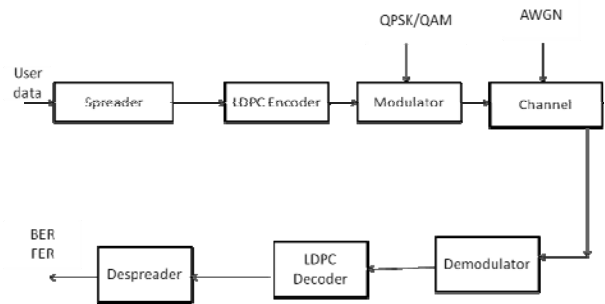 QPSK/QAM
AWGN
User
data
Spreader
LDPC Encoder
Modulator
Channel
BER
FER
Despreader
LDPC
Decoder
Demodulator